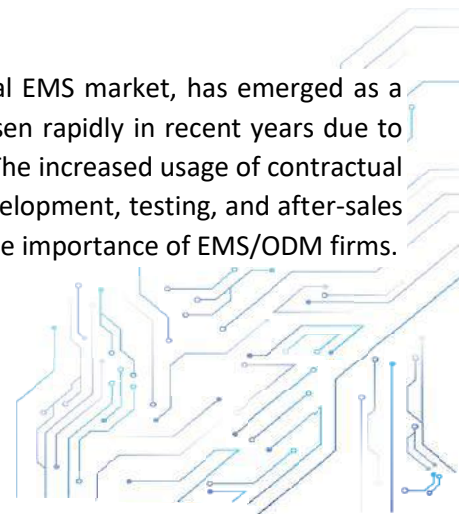 al EMS market, has emerged as a
sen rapidly in recent years due to
The increased usage of contractual
velopment, testing, and after-sales
e importance of EMS/ODM firms.